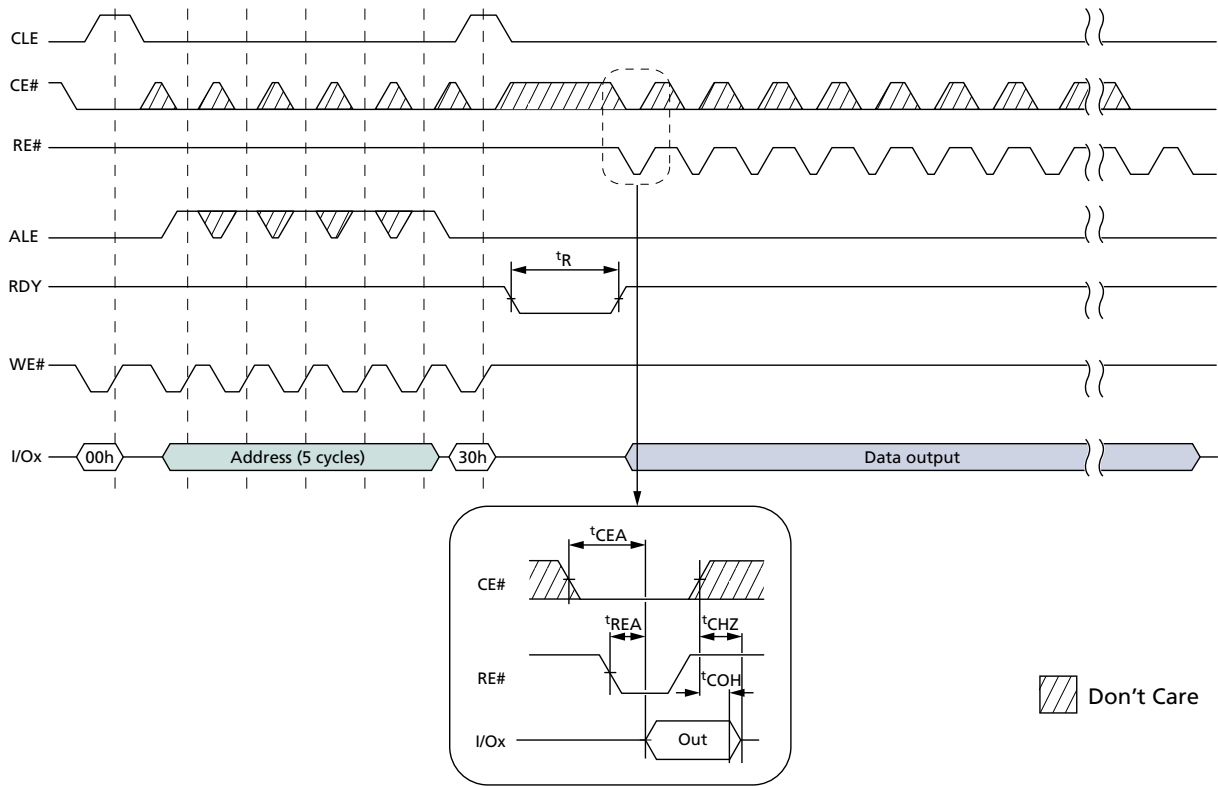 CLE
CE#
RE#
ALE
tR
RDY
WE#
I/Ox 00h Address (5 cycles) 30h Data output
tCEA
CE#
tREA tCHZ
RE#
tCOH
I/Ox Out
Don't Care